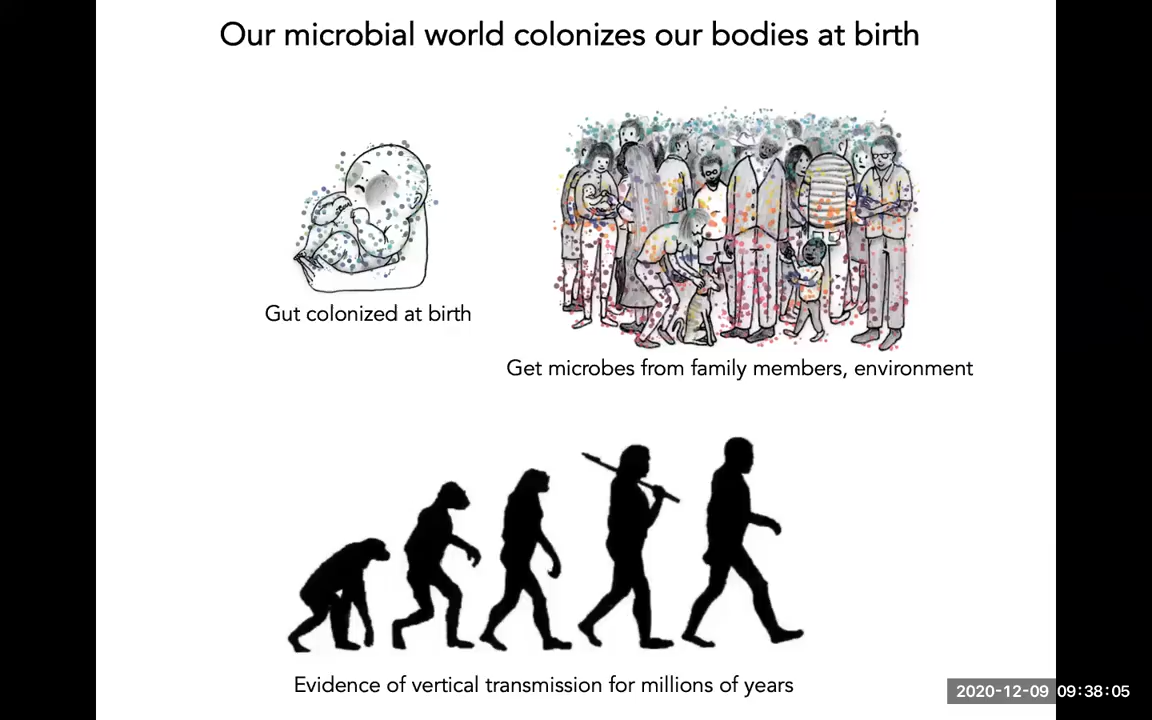 Our microbial world colonizes our bodies at birth
Gut colonized at birth
Get microbes from family members, environment
Evidence of vertical transmission for millions of years
2020-12-09 09:38:05